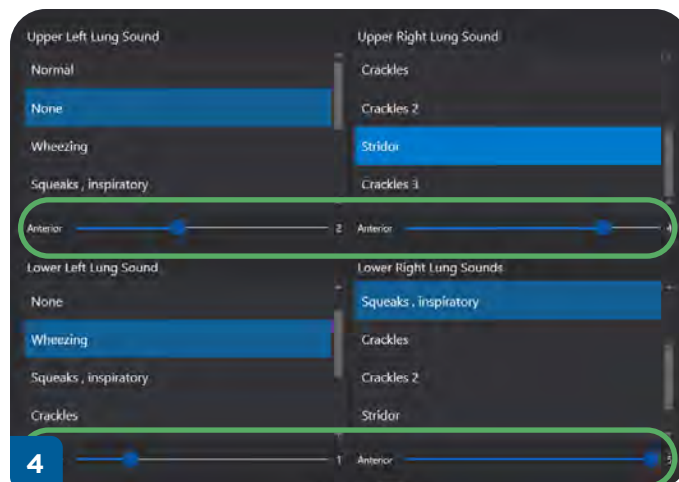 Upper Left Lung Sound
Normal
None
Wheezing
Squeaks , inspiratory
Anterior 2
Upper Right Lung Sound
Crackles
Crackles 2
Stridor
Crackles 3
Anterior 4
Lower Left Lung Sound
None
Wheezing
Squeaks , inspiratory
Crackles
1
Lower Right Lung Sounds
Squeaks , inspiratory
Crackles
Crackles 2
Stridor
Anterior 5
4